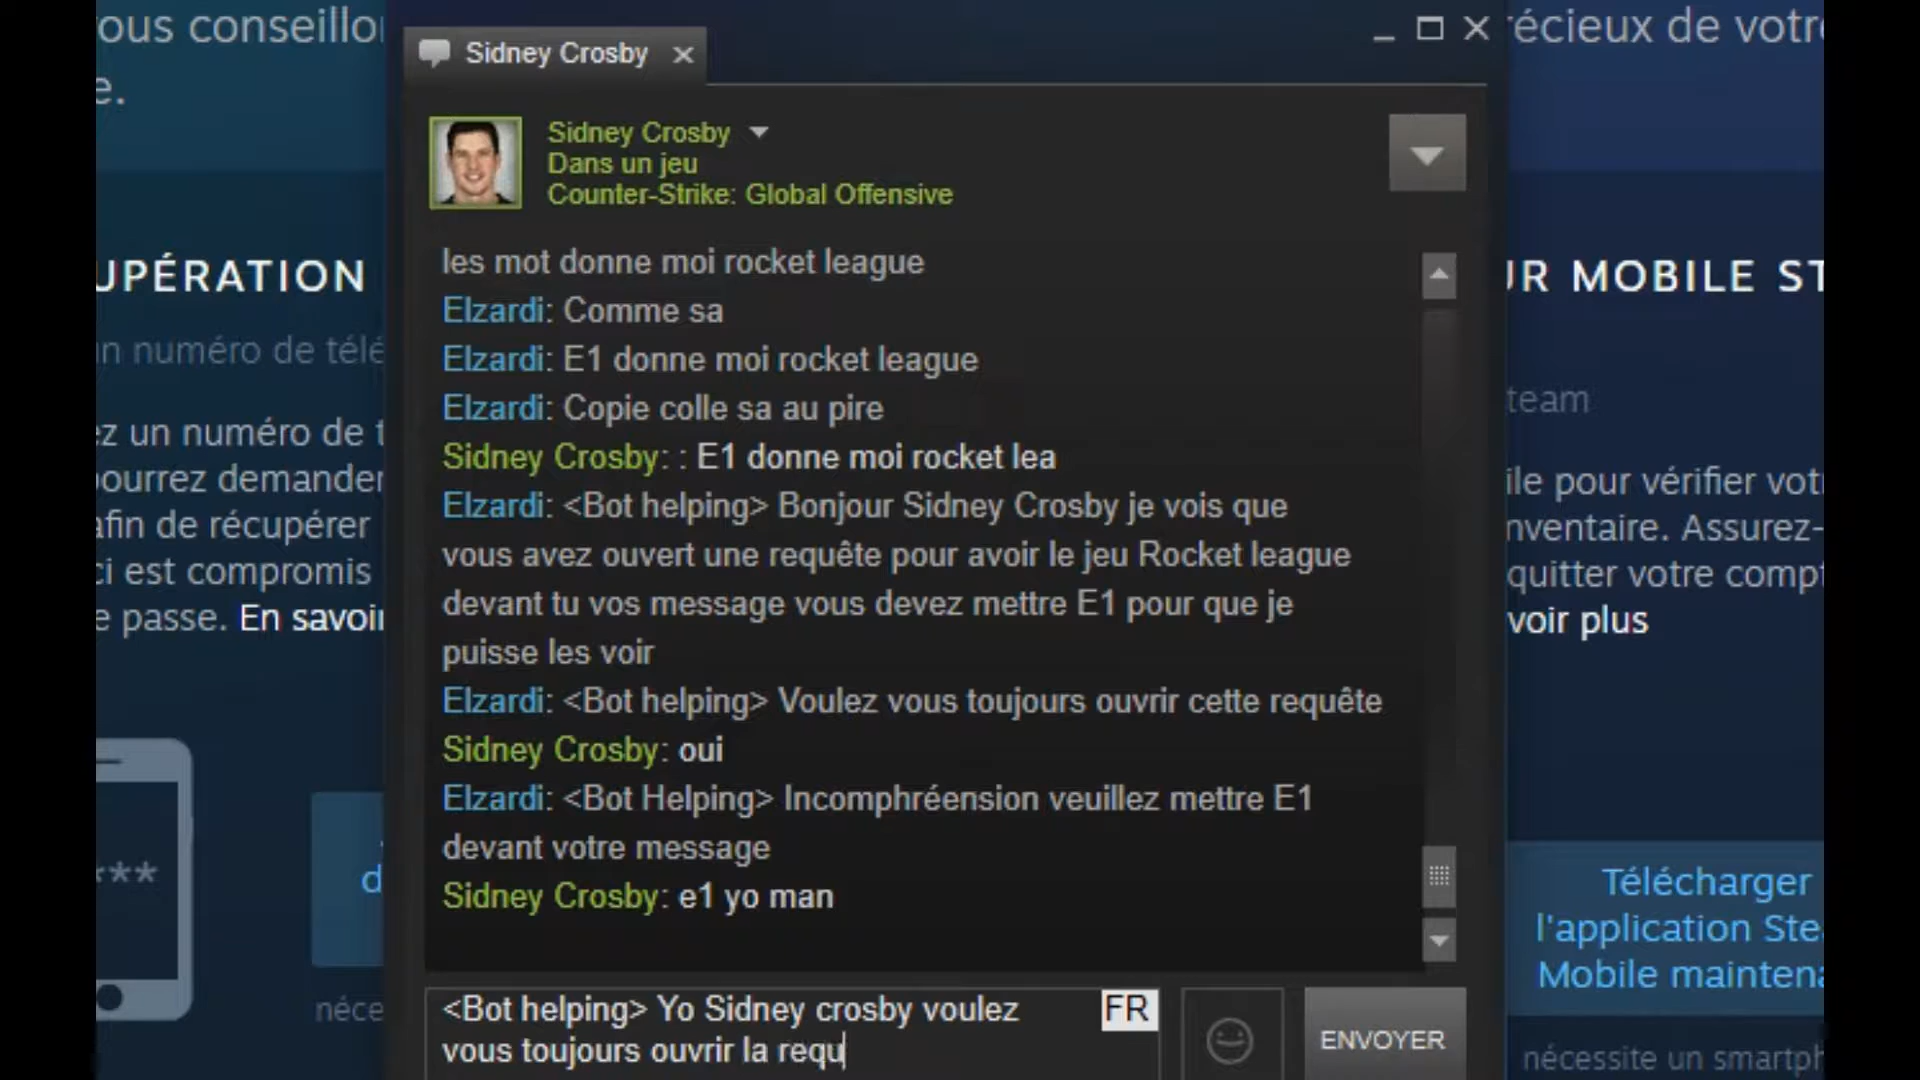 ous conseillo
e.
écieux de votr
Sidney Crosby
Sidney Crosby
Dans un jeu
Counter-Strike: Global Offensive
les mot donne moi rocket league
Elzardi: Comme sa
Elzardi: E1 donne moi rocket league
Elzardi: Copie colle sa au pire
Sidney Crosby: : E1 donne moi rocket lea
Elzardi: <Bot helping> Bonjour Sidney Crosby je vois que
vous avez ouvert une requête pour avoir le jeu Rocket league
devant tu vos message vous devez mettre E1 pour que je
puisse les voir
Elzardi: <Bot helping> Voulez vous toujours ouvrir cette requête
Sidney Crosby: oui
Elzardi: <Bot Helping> Incomphréension veuillez mettre E1
devant votre message
Sidney Crosby: e1 yo man
<Bot helping> Yo Sidney crosby voulez
vous toujours ouvrir la requ
FR
ENVOYER
UPÉRATION
n numéro de télé
ez un numéro de t
pourrez demander
afin de récupérer
ci est compromis
e passe. En savoir
***
d
néce
UR MOBILE ST
team
ile pour vérifier vot
nventaire. Assurez-
quitter votre comp
voir plus
Télécharger
l'application Ste
Mobile mainten
nécessite un smartph